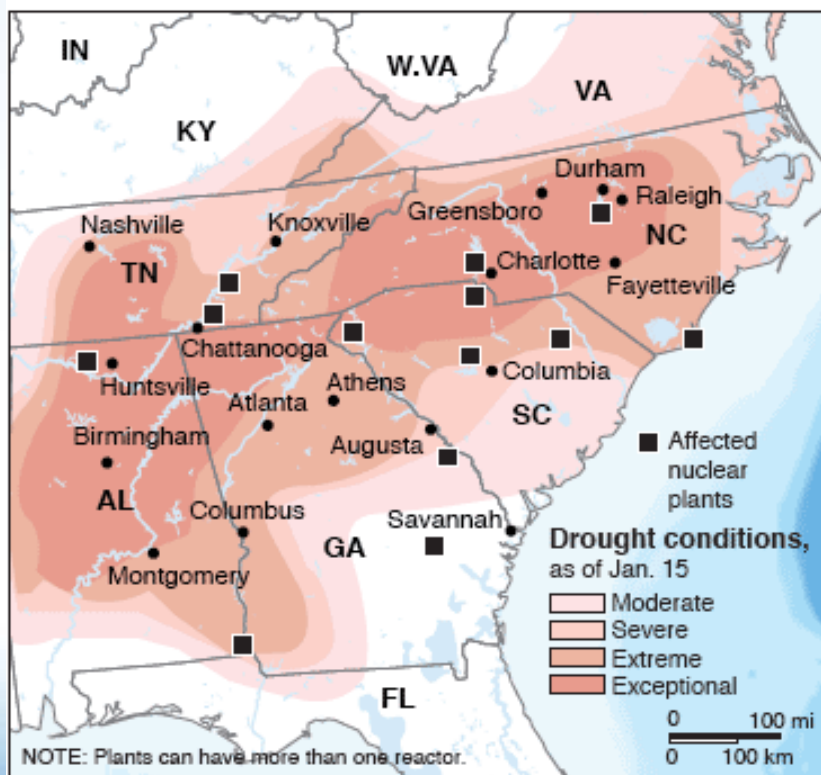 IN
W.VA
VA
KY
Durham
Raleigh
Greensboro
NC
Nashville
Knoxville
TN
Charlotte
Fayetteville
Chattanooga
Huntsville
Athens
Columbia
Atlanta
SC
Birmingham
Augusta
AL
Columbus
Savannah
GA
Montgomery
FL
Affected
nuclear
plants
Drought conditions,
as of Jan. 15
Moderate
Severe
Extreme
Exceptional
0 100 mi
0 100 km
NOTE: Plants can have more than one reactor.